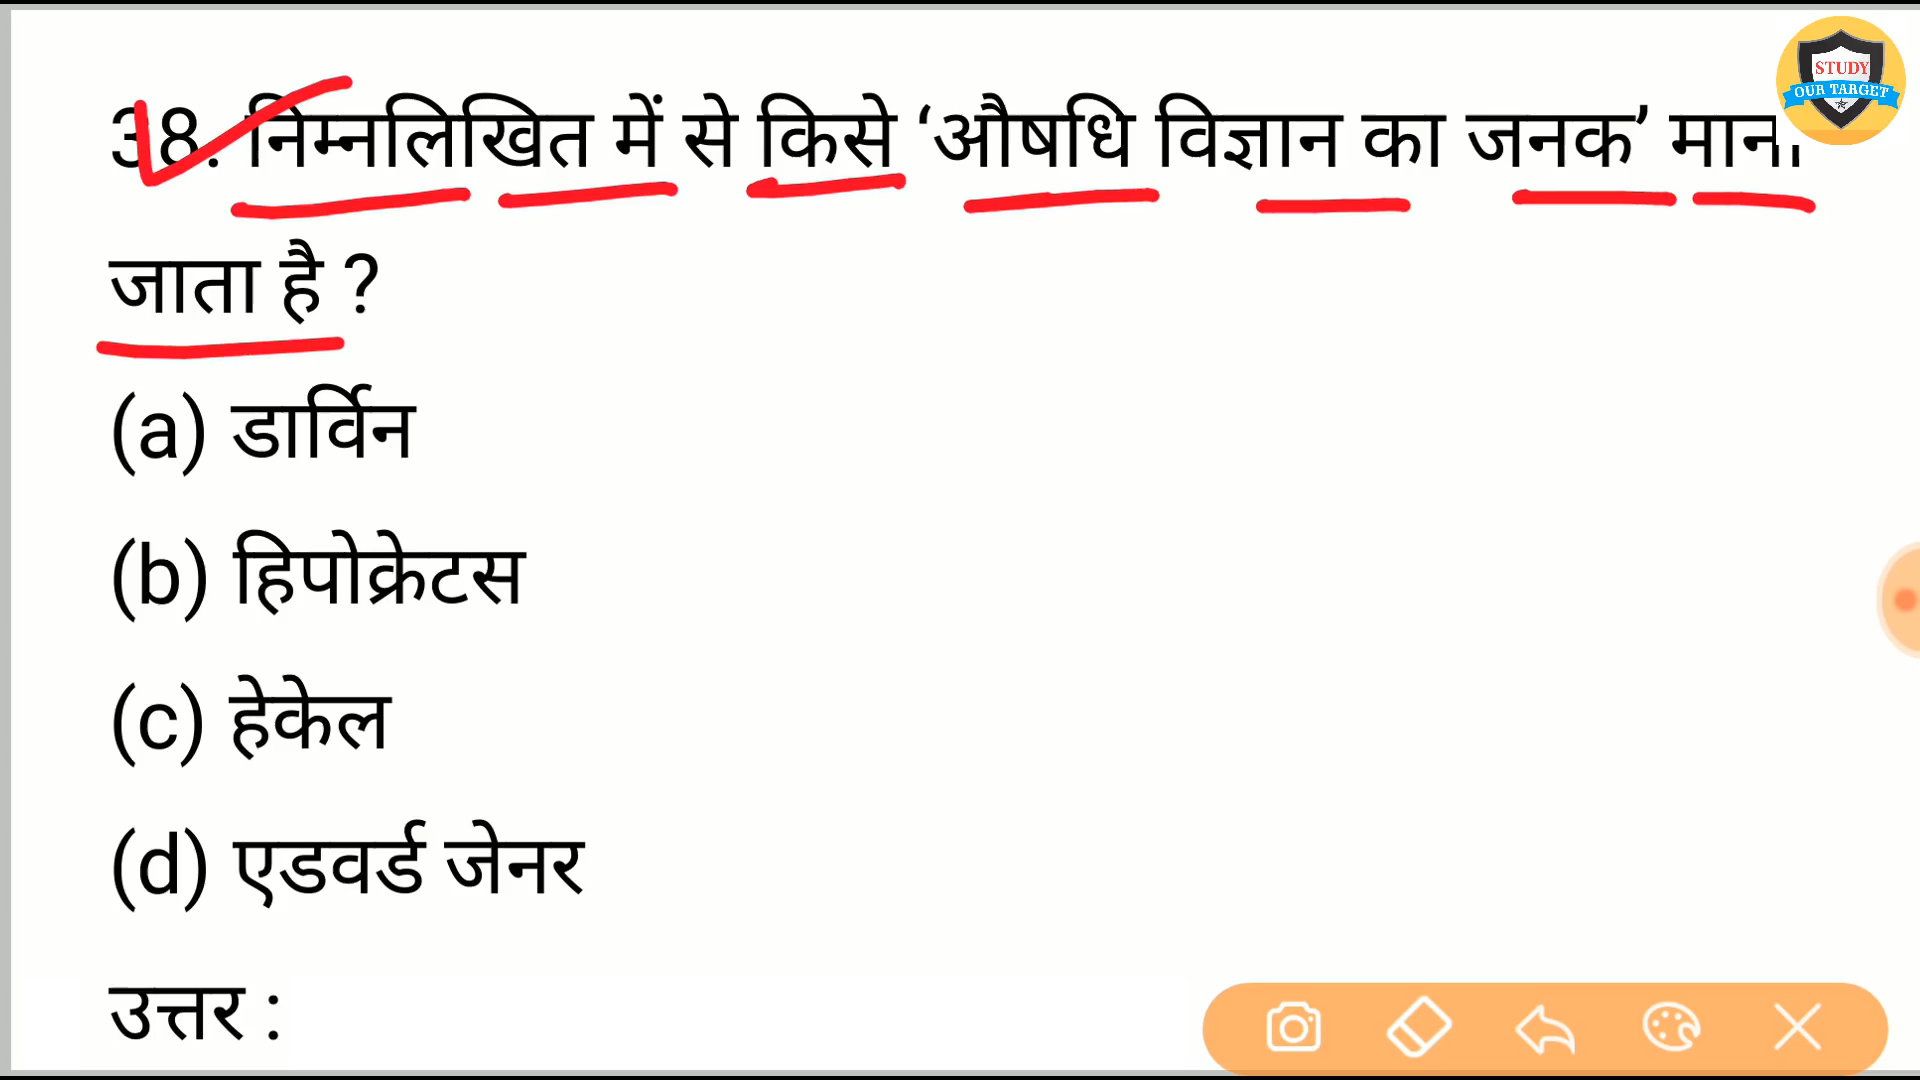 38. निम्नलिखित में से किसे ‘औषधि विज्ञान का जनक’ माना
जाता है ?
(a) डार्विन
(b) हिपोक्रेटस
(c) हेकेल
(d) एडवर्ड जेनर
उत्तर :
STUDY
OUR TARGET